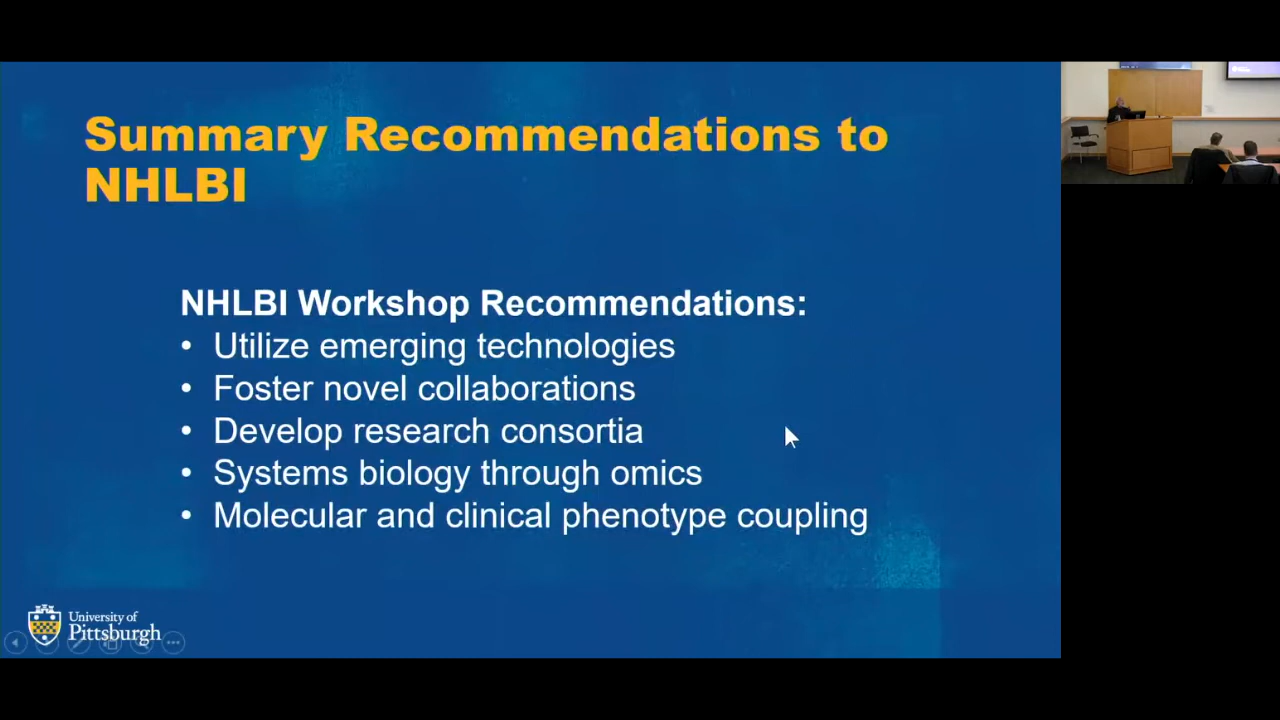 Summary Recommendations to
NHLBI
NHLBI Workshop Recommendations:
• Utilize emerging technologies
• Foster novel collaborations
• Develop research consortia
• Systems biology through omics
• Molecular and clinical phenotype coupling
University of
Pittsburgh